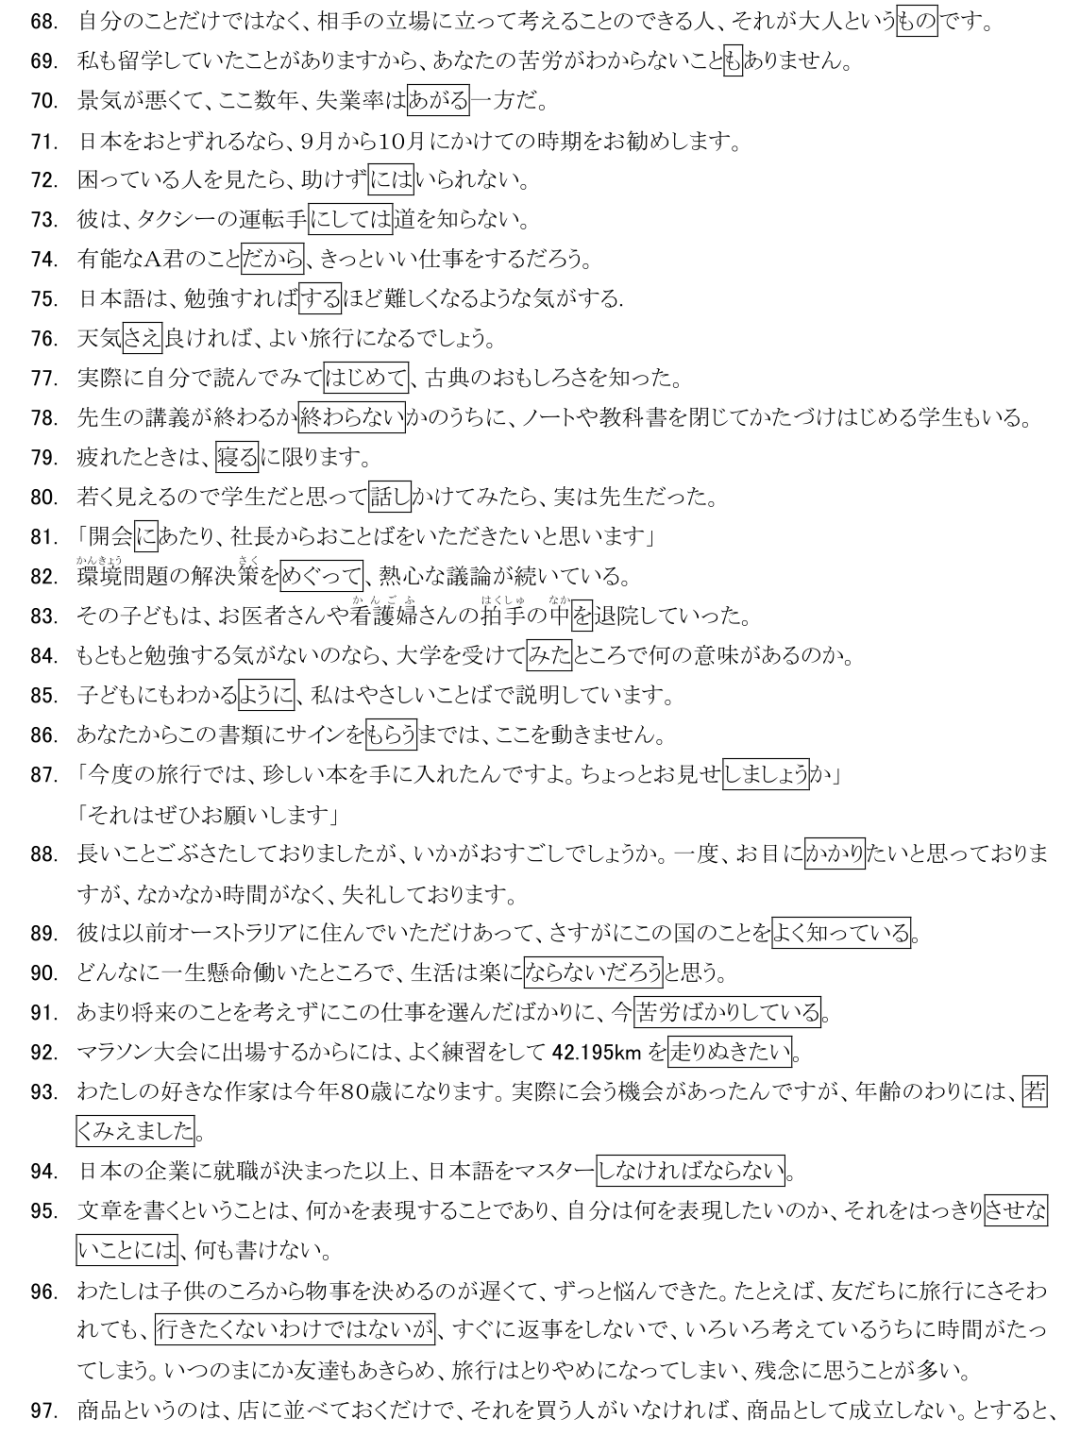 68. 自分のことだけではなく、相手の立場に立って考えることのできる人、それが大人というものです。
69. 私も留学していたことがありますから、あなたの苦労がわからないこともありません。
70. 景気が悪くて、ここ数年、失業率はあがる一方だ。
71. 日本をおとずれるなら、9月から10月にかけての時期をお勧めします。
72. 困っている人を見たら、助けずにはいられない。
73. 彼は、タクシーの運転手にしては道を知らない。
74. 有能なA君のことだから、きっといい仕事をするだろう。
75. 日本語は、勉強すればするほど難しくなるような気がする.
76. 天気さえ良ければ、よい旅行になるでしょう。
77. 実際に自分で読んでみてはじめて、古典のおもしろさを知った。
78. 先生の講義が終わるか終わらないかのうちに、ノートや教科書を閉じてかたづけはじめる学生もいる。
79. 疲れたときは、寝るに限ります。
80. 若く見えるので学生だと思って話しかけてみたら、実は先生だった。
81. 「開会にあたり、社長からおことばをいただきたいと思います」
かんきょう さく
82. 環境問題の解決策をめぐって、熱心な議論が続いている。
かんごふ はくしゅ なか
83. その子どもは、お医者さんや看護婦さんの拍手の中を退院していった。
84. もともと勉強する気がないのなら、大学を受けてみたところで何の意味があるのか。
85. 子どもにもわかるように、私はやさしいことばで説明しています。
86. あなたからこの書類にサインをもらうまでは、ここを動きません。
87. 「今度の旅行では、珍しい本を手に入れたんですよ。ちょっとお見せしましょうか」
「それはぜひお願いします」
88. 長いことごぶさたしておりましたが、いかがおすごしでしょうか。一度、お目にかかりたいと思っておりま
すが、なかなか時間がなく、失礼しております。
89. 彼は以前オーストラリアに住んでいただけあって、さすがにこの国のことをよく知っている。
90. どんなに一生懸命働いたところで、生活は楽にならないだろうと思う。
91. あまり将来のことを考えずにこの仕事を選んだばかりに、今苦労ばかりしている。
92. マラソン大会に出場するからには、よく練習をして 42.195km を走りぬきたい。
93. わたしの好きな作家は今年80歳になります。実際に会う機会があったんですが、年齢のわりには、若
くみえました。
94. 日本の企業に就職が決まった以上、日本語をマスターしなければならない。
95. 文章を書くということは、何かを表現することであり、自分は何を表現したいのか、それをはっきりさせな
いことには、何も書けない。
96. わたしは子供のころから物事を決めるのが遅くて、ずっと悩んできた。たとえば、友だちに旅行にさそわ
れても、行きたくないわけではないが、すぐに返事をしないで、いろいろ考えているうちに時間がたっ
てしまう。いつのまにか友達もあきらめ、旅行はとりやめになってしまい、残念に思うことが多い。
97. 商品というのは、店に並べておくだけで、それを買う人がいなければ、商品として成立しない。とすると、